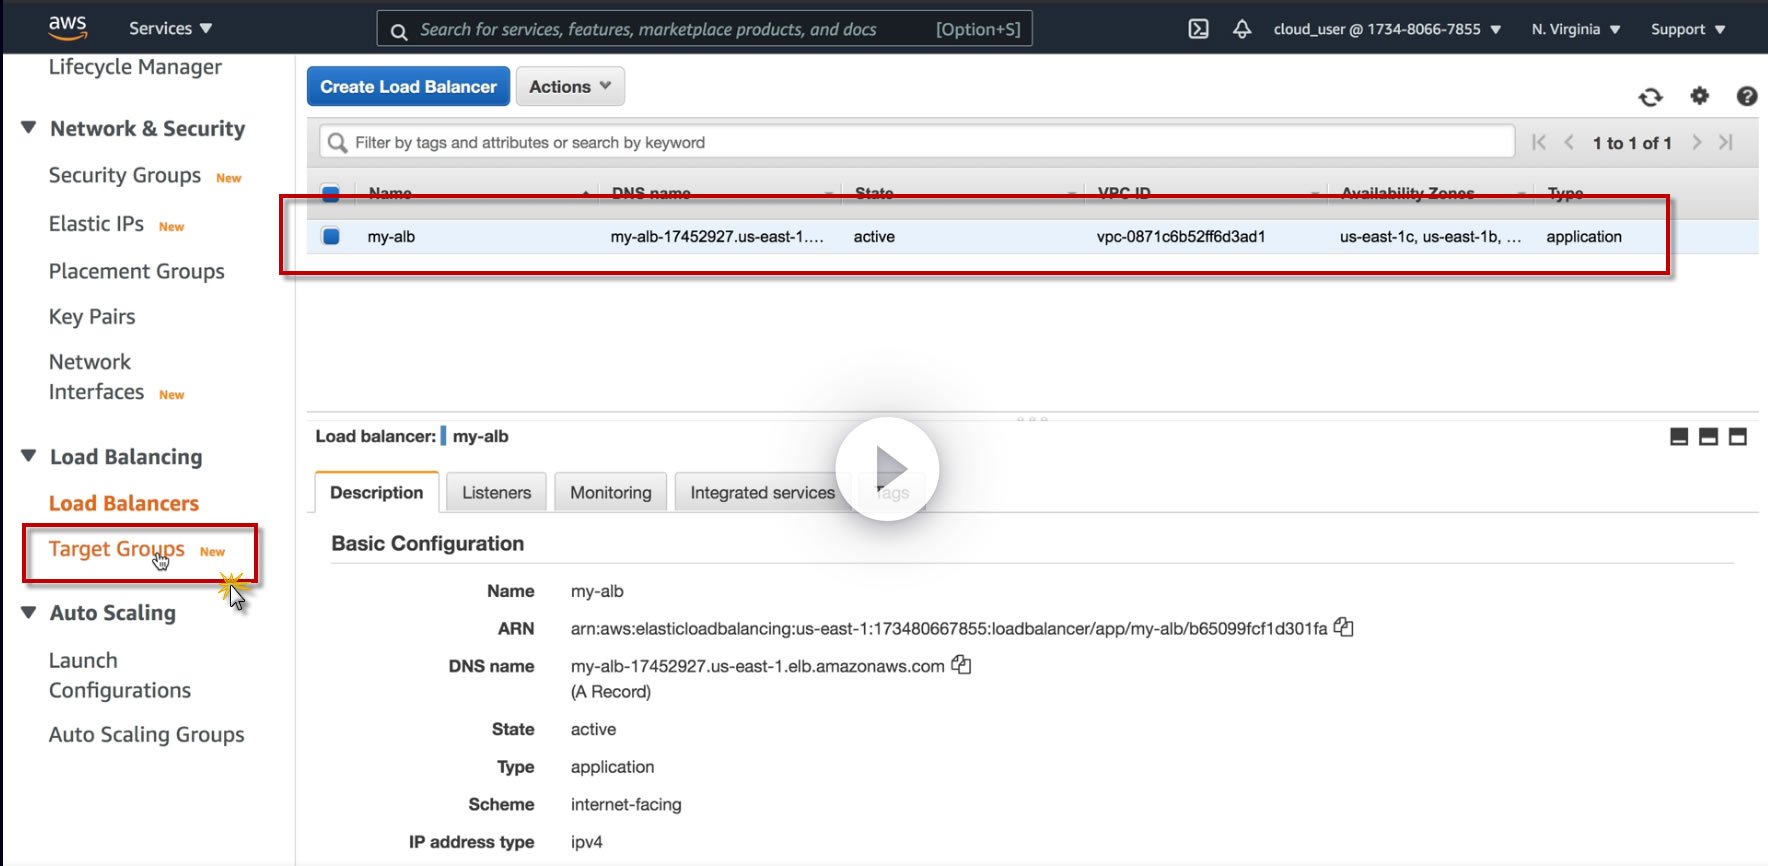 aws
Services
Search for services, features, marketplace products, and docs
[Option+S]
cloud_user @ 1734-8066-7855
N. Virginia
Support
Lifecycle Manager
Network & Security
Security Groups New
Elastic IPs New
Placement Groups
Key Pairs
Network
Interfaces New
Load Balancing
Load Balancers
Target Groups New
Auto Scaling
Launch
Configurations
Auto Scaling Groups
Create Load Balancer
Actions
Filter by tags and attributes or search by keyword
1 to 1 of 1
Name DNS name State VPC ID Availability Zones Type
my-alb my-alb-17452927.us-east-1.... active vpc-0871c6b52ff6d3ad1 us-east-1c, us-east-1b, ... application
Load balancer: my-alb
Description Listeners Monitoring Integrated services Tags
Basic Configuration
Name my-alb
ARN arn:aws:elasticloadbalancing:us-east-1:173480667855:loadbalancer/app/my-alb/b65099fcf1d301fa
DNS name my-alb-17452927.us-east-1.elb.amazonaws.com
(A Record)
State active
Type application
Scheme internet-facing
IP address type ipv4